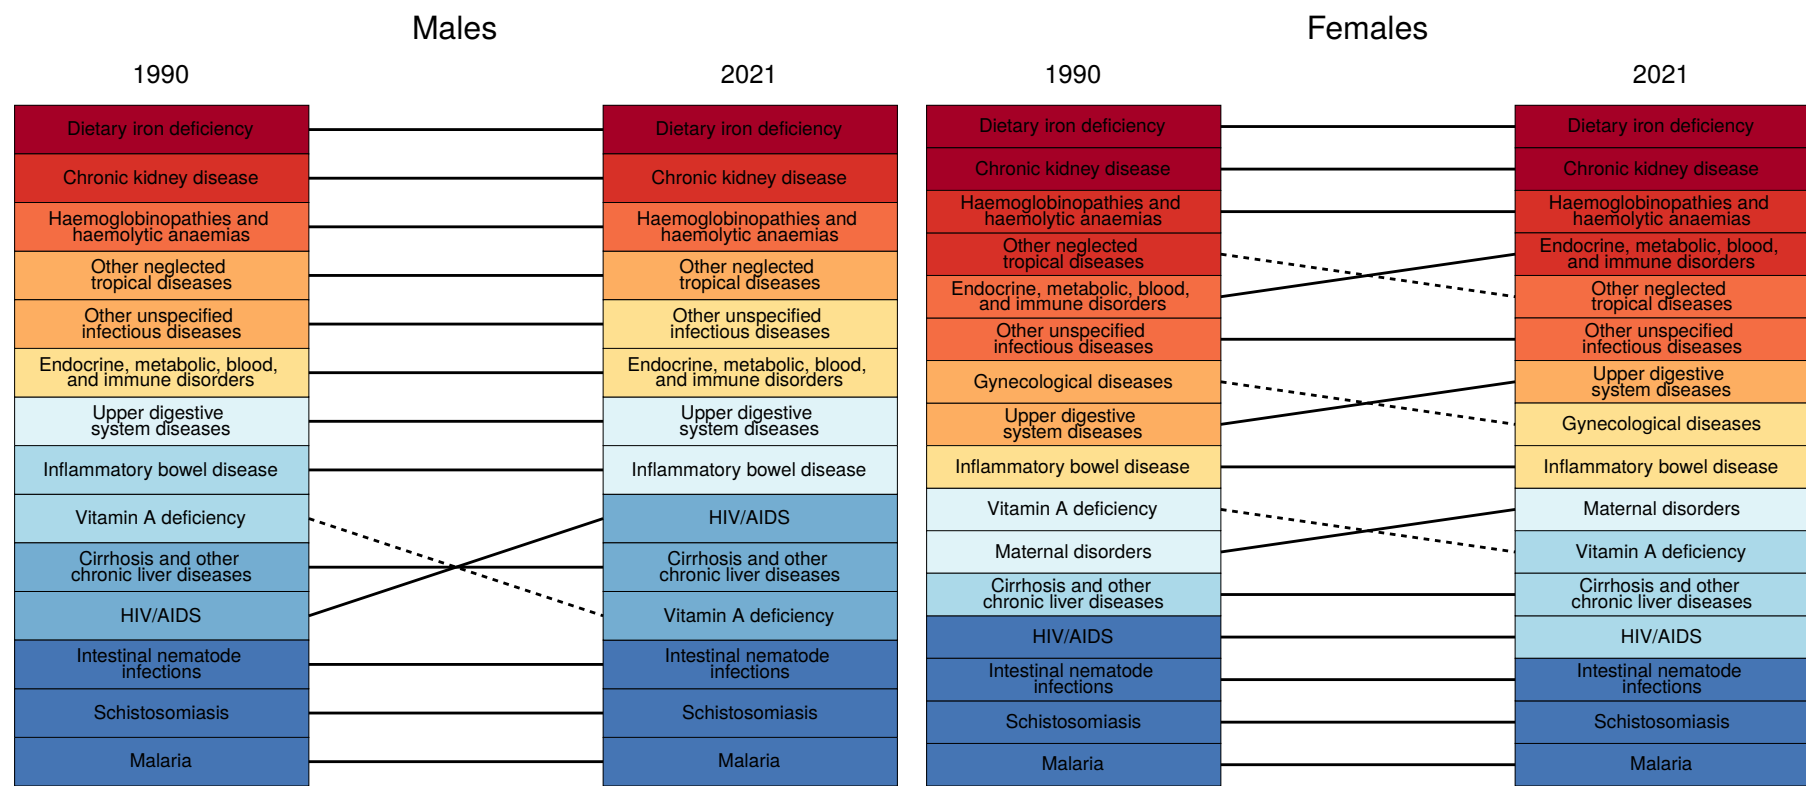 Males
1990
2021
Dietary iron deficiency
Chronic kidney disease
Haemoglobinopathies and
haemolytic anaemias
Other neglected
tropical diseases
Other unspecified
infectious diseases
Endocrine, metabolic, blood,
and immune disorders
Upper digestive
system diseases
Inflammatory bowel disease
Vitamin A deficiency
Cirrhosis and other
chronic liver diseases
HIV/AIDS
Intestinal nematode
infections
Schistosomiasis
Malaria
Dietary iron deficiency
Chronic kidney disease
Haemoglobinopathies and
haemolytic anaemias
Other neglected
tropical diseases
Other unspecified
infectious diseases
Endocrine, metabolic, blood,
and immune disorders
Upper digestive
system diseases
Inflammatory bowel disease
HIV/AIDS
Cirrhosis and other
chronic liver diseases
Vitamin A deficiency
Intestinal nematode
infections
Schistosomiasis
Malaria
Females
1990
2021
Dietary iron deficiency
Chronic kidney disease
Haemoglobinopathies and
haemolytic anaemias
Other neglected
tropical diseases
Endocrine, metabolic, blood,
and immune disorders
Other unspecified
infectious diseases
Gynecological diseases
Upper digestive
system diseases
Inflammatory bowel disease
Vitamin A deficiency
Maternal disorders
Cirrhosis and other
chronic liver diseases
HIV/AIDS
Intestinal nematode
infections
Schistosomiasis
Malaria
Dietary iron deficiency
Chronic kidney disease
Haemoglobinopathies and
haemolytic anaemias
Endocrine, metabolic, blood,
and immune disorders
Other neglected
tropical diseases
Other unspecified
infectious diseases
Upper digestive
system diseases
Gynecological diseases
Inflammatory bowel disease
Maternal disorders
Vitamin A deficiency
Cirrhosis and other
chronic liver diseases
HIV/AIDS
Intestinal nematode
infections
Schistosomiasis
Malaria